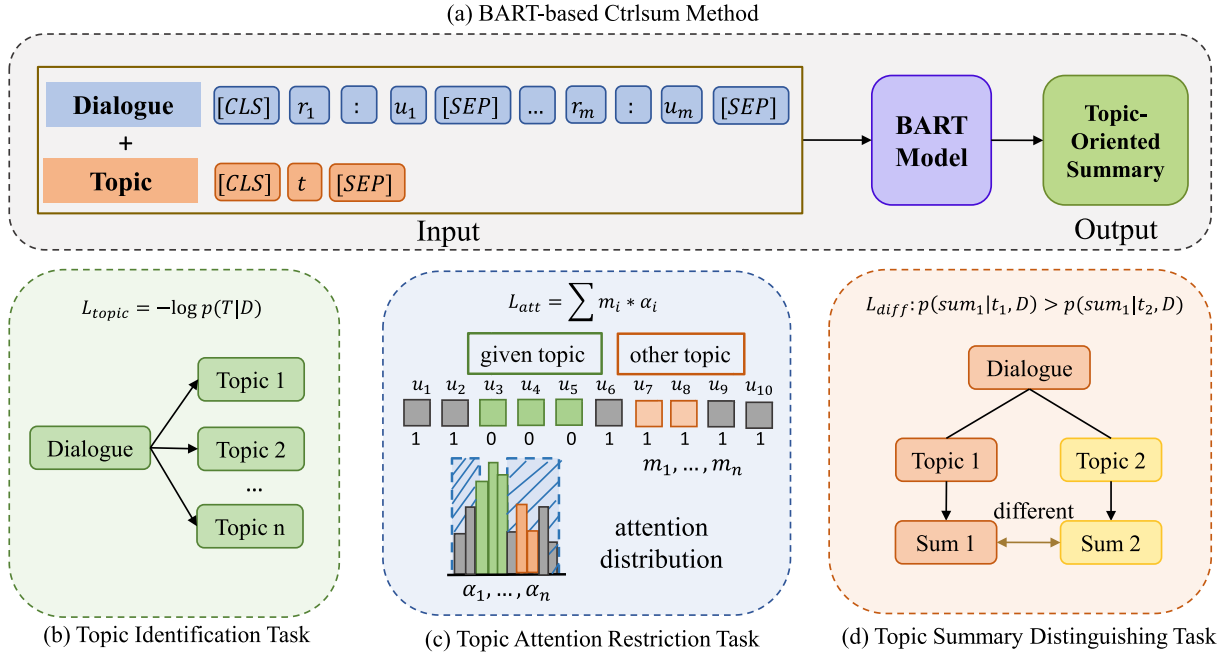 (a) BART-based Ctrlsum Method
Dialogue [CLS] r₁ : u₁ [SEP] ... rₘ : uₘ [SEP]
+
Topic [CLS] t [SEP]
BART
Model
Topic-
Oriented
Summary
Input
Output
L_topic = −log p(T|D)
Dialogue
Topic 1
Topic 2
...
Topic n
(b) Topic Identification Task
L_att = ∑ mᵢ * αᵢ
given topic
other topic
u₁ u₂ u₃ u₄ u₅ u₆ u₇ u₈ u₉ u₁₀
1 1 0 0 0 1 1 1 1 1
m₁, … , mₙ
attention
distribution
α₁, … , αₙ
(c) Topic Attention Restriction Task
L_diff: p(sum₁|t₁, D) > p(sum₁|t₂, D)
Dialogue
Topic 1
Topic 2
different
Sum 1
Sum 2
(d) Topic Summary Distinguishing Task